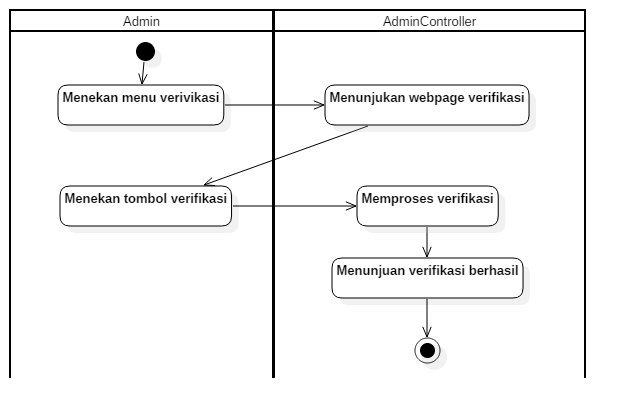 Admin
AdminController
Menekan menu verivikasi
Menunjukan webpage verifikasi
Menekan tombol verifikasi
Memproses verifikasi
Menunjuan verifikasi berhasil